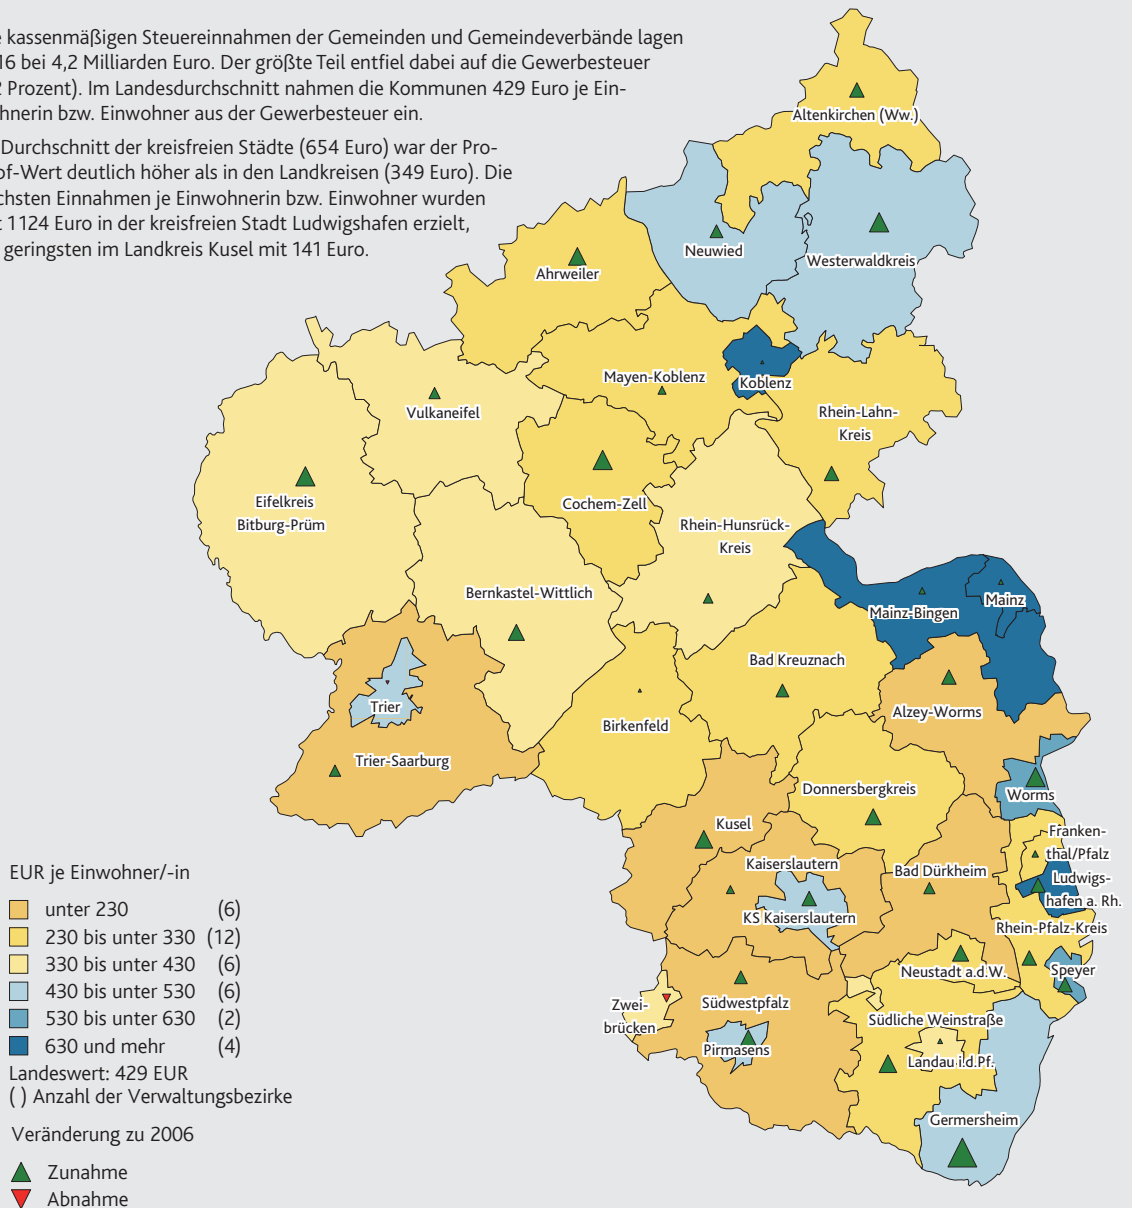 e kassenmäßigen Steuereinnahmen der Gemeinden und Gemeindeverbände lagen
16 bei 4,2 Milliarden Euro. Der größte Teil entfiel dabei auf die Gewerbesteuer
2 Prozent). Im Landesdurchschnitt nahmen die Kommunen 429 Euro je Ein-
hnerin bzw. Einwohner aus der Gewerbesteuer ein.
Durchschnitt der kreisfreien Städte (654 Euro) war der Pro-
of-Wert deutlich höher als in den Landkreisen (349 Euro). Die
chsten Einnahmen je Einwohnerin bzw. Einwohner wurden
t 1124 Euro in der kreisfreien Stadt Ludwigshafen erzielt,
geringsten im Landkreis Kusel mit 141 Euro.
Altenkirchen (Ww.)
Neuwied
Westerwaldkreis
Ahrweiler
Mayen-Koblenz
Koblenz
Vulkaneifel
Rhein-Lahn-
Kreis
Eifelkreis
Bitburg-Prüm
Cochem-Zell
Rhein-Hunsrück-
Kreis
Bernkastel-Wittlich
Mainz-Bingen
Mainz
Bad Kreuznach
Trier
Birkenfeld
Alzey-Worms
Trier-Saarburg
Donnersbergkreis
Worms
Kusel
Franken-
thal/Pfalz
Kaiserslautern
Bad Dürkheim
Ludwigs-
hafen a. Rh.
KS Kaiserslautern
Rhein-Pfalz-Kreis
Neustadt a.d.W.
Speyer
Zwei-
brücken
Südwestpfalz
Südliche Weinstraße
Pirmasens
Landau i.d.Pf.
Germersheim
EUR je Einwohner/-in
unter 230 (6)
230 bis unter 330 (12)
330 bis unter 430 (6)
430 bis unter 530 (6)
530 bis unter 630 (2)
630 und mehr (4)
Landeswert: 429 EUR
( ) Anzahl der Verwaltungsbezirke
Veränderung zu 2006
Zunahme
Abnahme